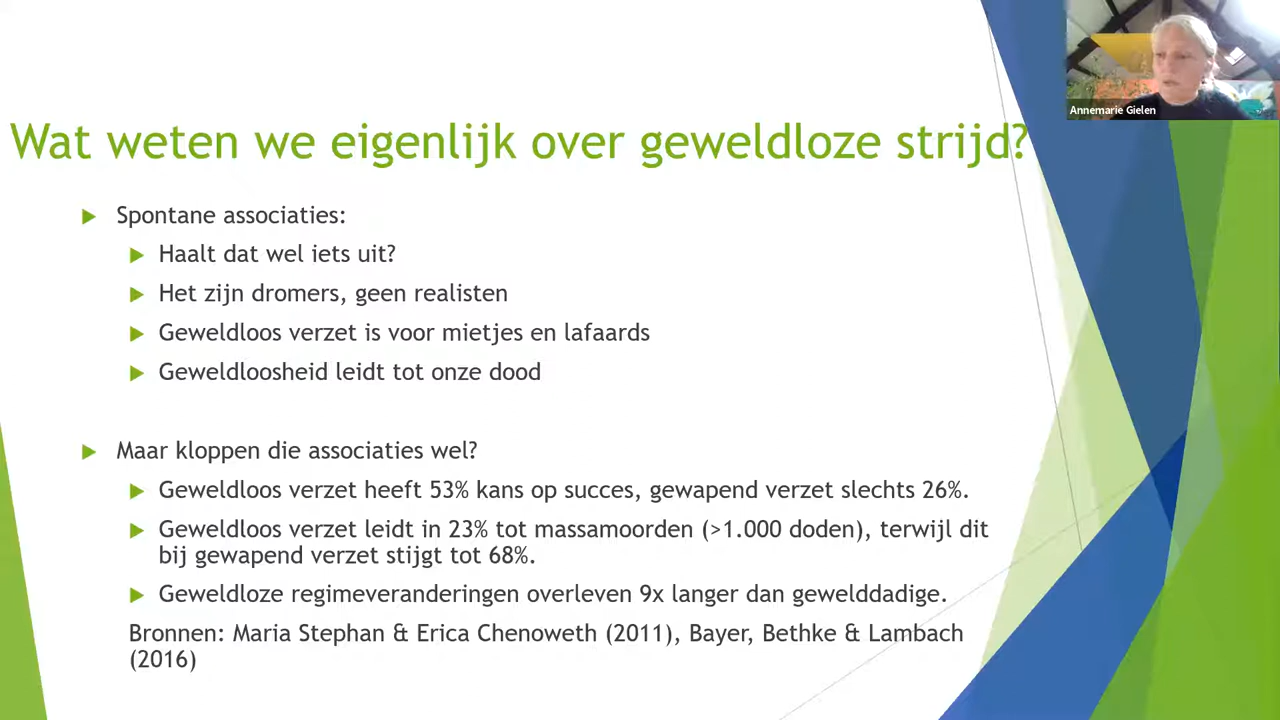 Annemarie Gielen
Wat weten we eigenlijk over geweldloze strijd?
Spontane associaties:
Haalt dat wel iets uit?
Het zijn dromers, geen realisten
Geweldloos verzet is voor mietjes en lafaards
Geweldloosheid leidt tot onze dood
Maar kloppen die associaties wel?
Geweldloos verzet heeft 53% kans op succes, gewapend verzet slechts 26%.
Geweldloos verzet leidt in 23% tot massamoorden (>1.000 doden), terwijl dit
bij gewapend verzet stijgt tot 68%.
Geweldloze regimeveranderingen overleven 9x langer dan gewelddadige.
Bronnen: Maria Stephan & Erica Chenoweth (2011), Bayer, Bethke & Lambach
(2016)